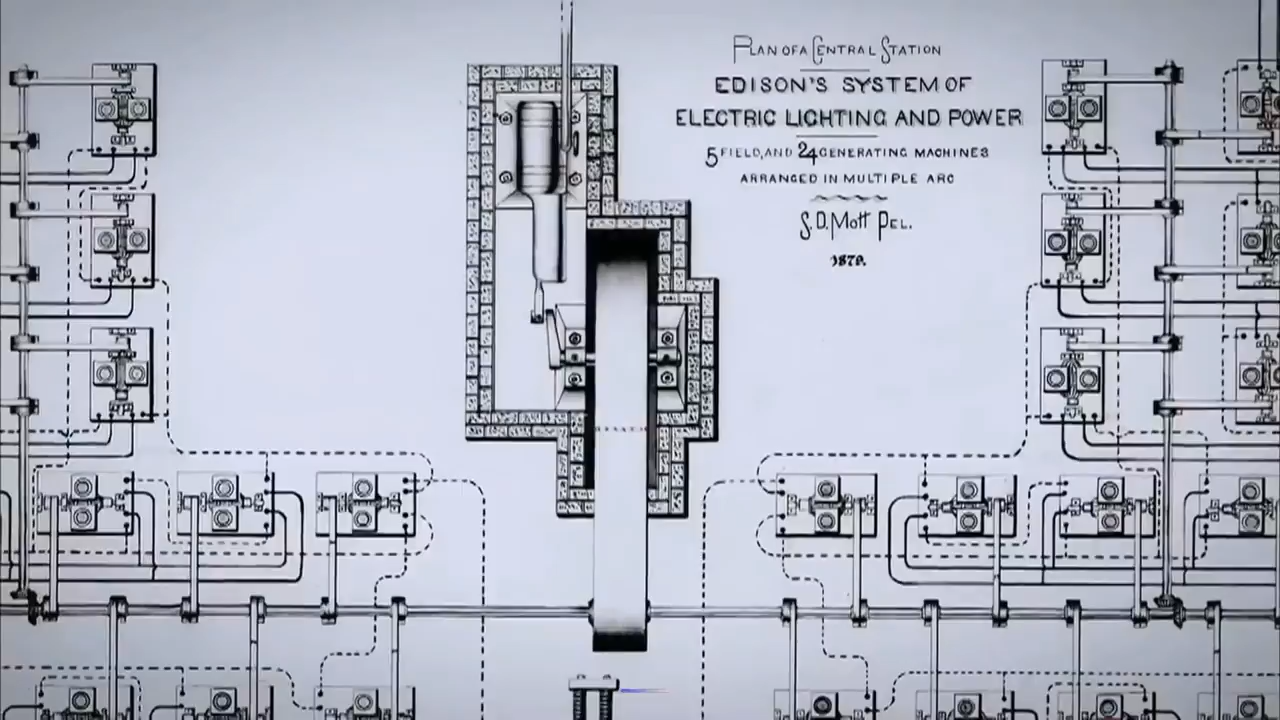 PLAN OF A CENTRAL STATION
EDISON'S SYSTEM OF
ELECTRIC LIGHTING AND POWER
5 FIELD, AND 24 GENERATING MACHINES
ARRANGED IN MULTIPLE ARC
S.D. Mott Del.
1879.